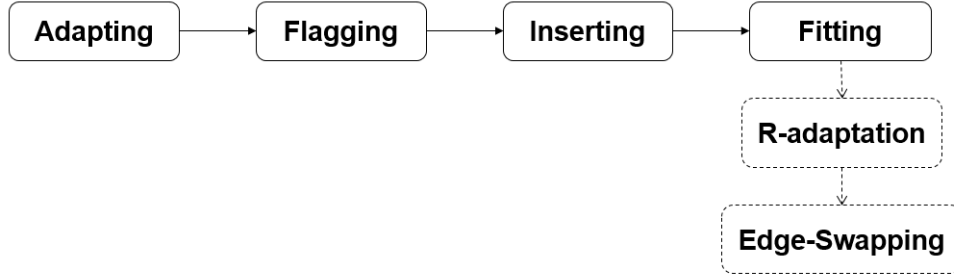 Adapting
Flagging
Inserting
Fitting
R-adaptation
Edge-Swapping